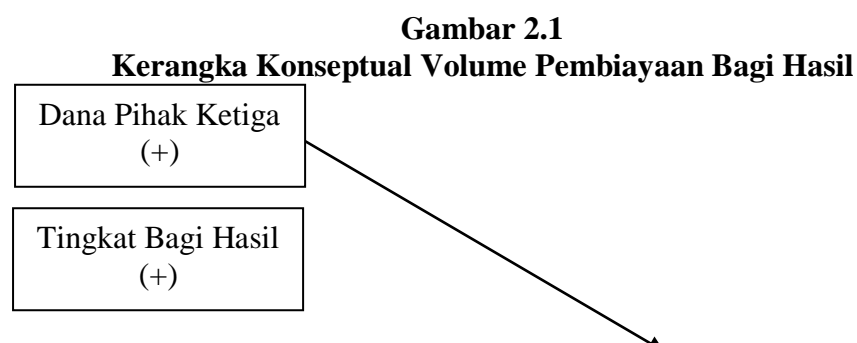 Gambar 2.1
Kerangka Konseptual Volume Pembiayaan Bagi Hasil
Dana Pihak Ketiga
(+)
Tingkat Bagi Hasil
(+)